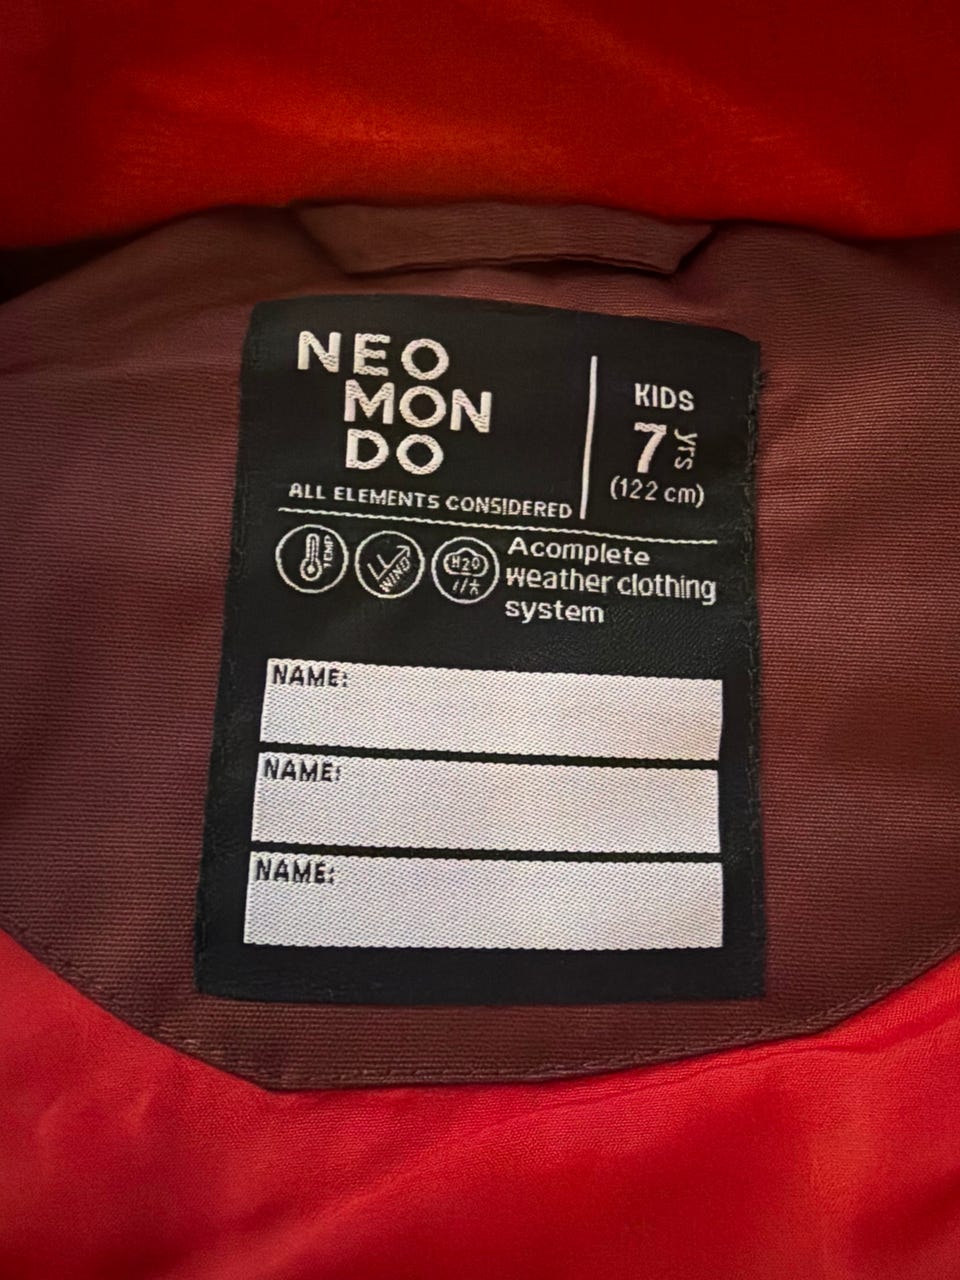 NEO
MON
DO
ALL ELEMENTS CONSIDERED
KIDS
7 yrs
(122 cm)
TEMP
WIND
H2O
A complete
weather clothing
system
NAME:
NAME:
NAME: